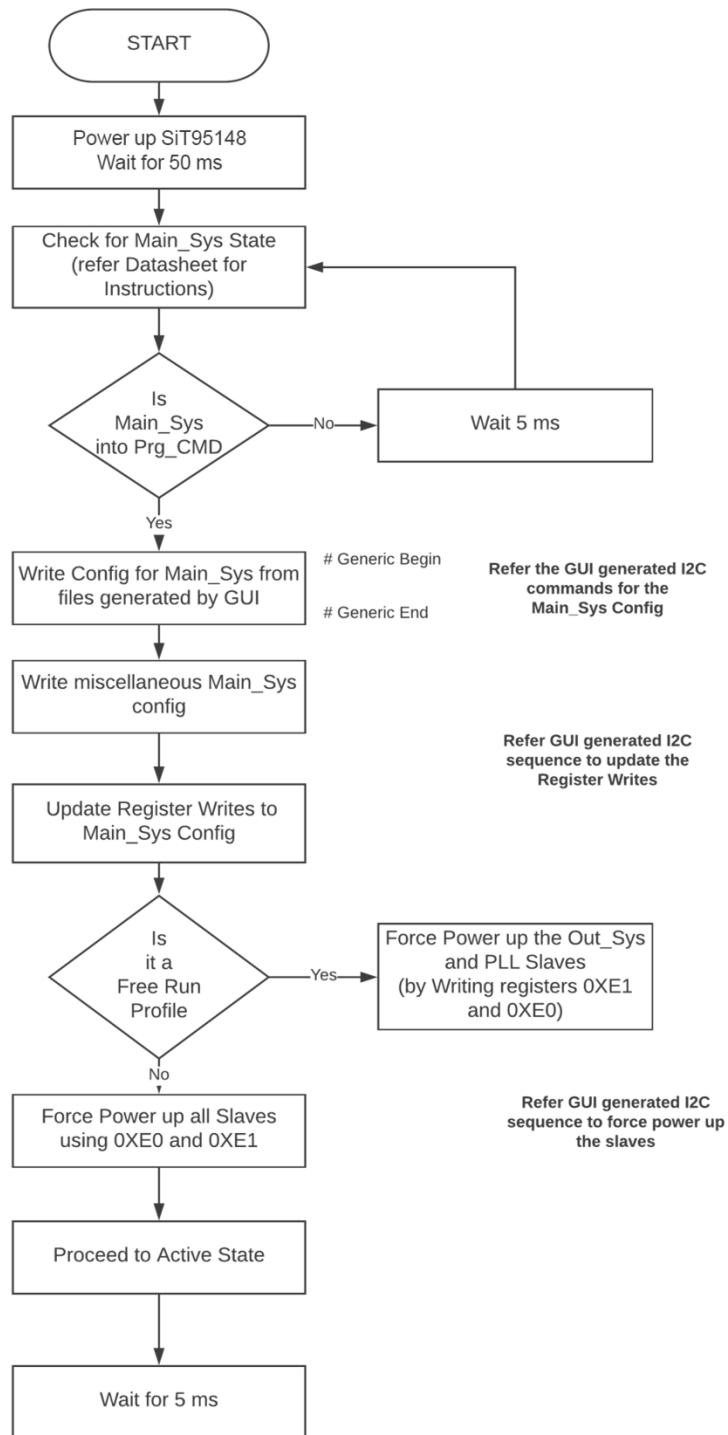 START
Power up SiT95148
Wait for 50 ms
Check for Main_Sys State
(refer Datasheet for
Instructions)
Is
Main_Sys
into Prg_CMD
No
Wait 5 ms
Yes
Write Config for Main_Sys from
files generated by GUI
# Generic Begin
# Generic End
Refer the GUI generated I2C
commands for the
Main_Sys Config
Write miscellaneous Main_Sys
config
Refer GUI generated I2C
sequence to update the
Register Writes
Update Register Writes to
Main_Sys Config
Is
it a
Free Run
Profile
Yes
Force Power up the Out_Sys
and PLL Slaves
(by Writing registers 0XE1
and 0XE0)
No
Force Power up all Slaves
using 0XE0 and 0XE1
Refer GUI generated I2C
sequence to force power up
the slaves
Proceed to Active State
Wait for 5 ms